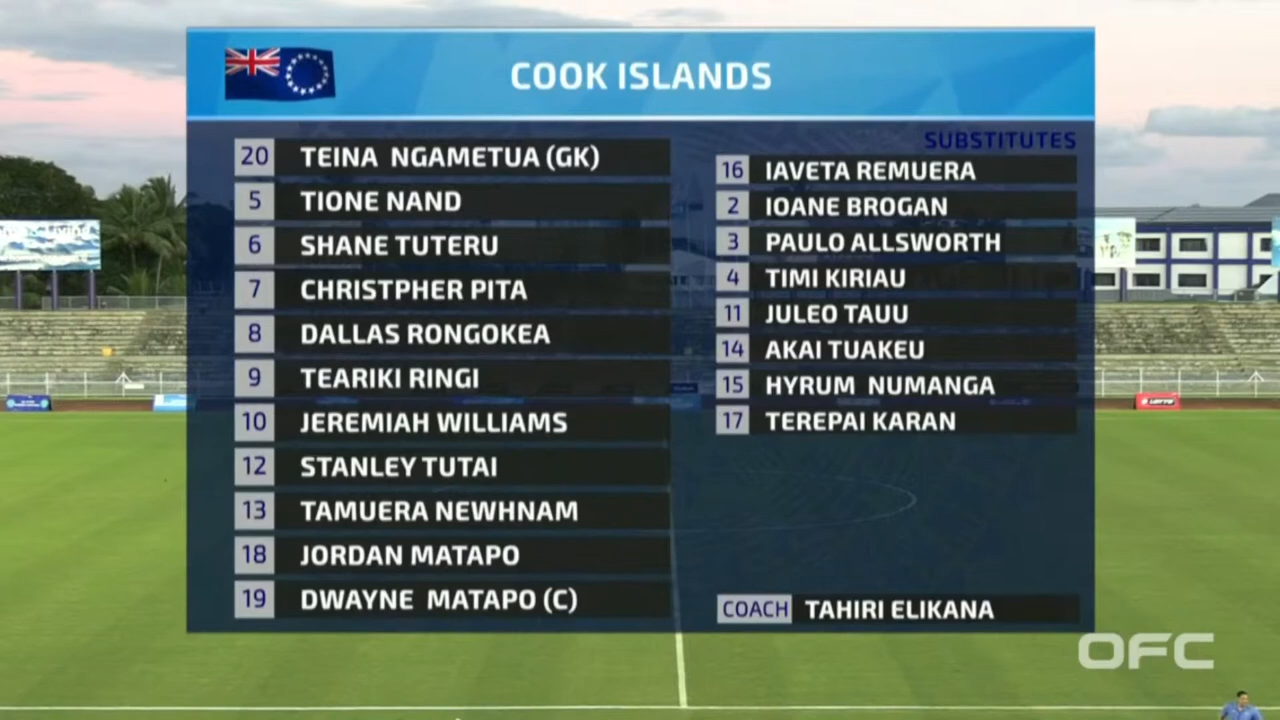 COOK ISLANDS
20 TEINA NGAMETUA (GK)
5 TIONE NAND
6 SHANE TUTERU
7 CHRISTPHER PITA
8 DALLAS RONGOKEA
9 TEARIKI RINGI
10 JEREMIAH WILLIAMS
12 STANLEY TUTAI
13 TAMUERA NEWHNAM
18 JORDAN MATAPO
19 DWAYNE MATAPO (C)
SUBSTITUTES
16 IAVETA REMUERA
2 IOANE BROGAN
3 PAULO ALLSWORTH
4 TIMI KIRIAU
11 JULEO TAUU
14 AKAI TUAKEU
15 HYRUM NUMANGA
17 TEREPAI KARAN
COACH TAHIRI ELIKANA
OFC
LOTTO